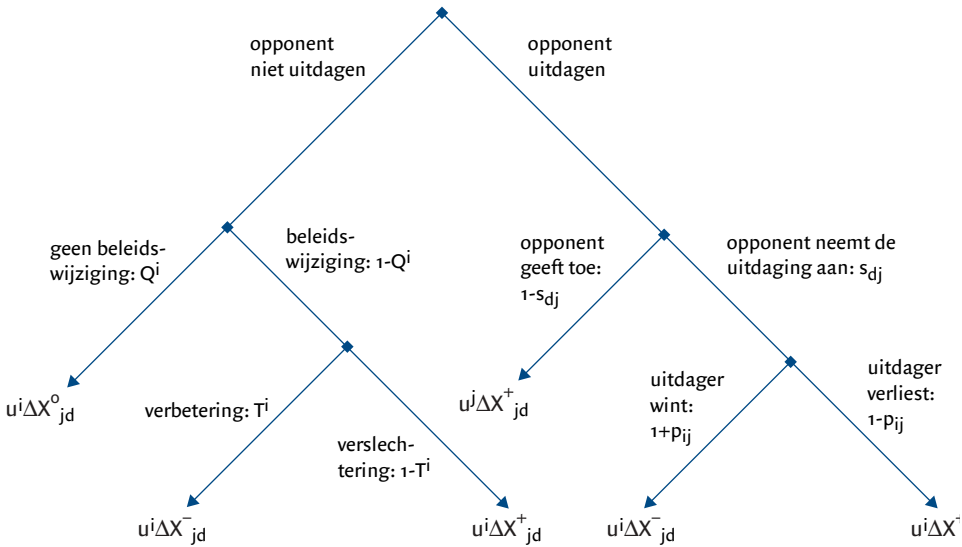 opponent
niet uitdagen
opponent
uitdagen
geen beleids-
wijziging: Qⁱ
beleids-
wijziging: 1-Qⁱ
opponent
geeft toe:
1-s_dj
opponent neemt de
uitdaging aan: s_dj
uⁱΔX⁰_jd
verbetering: Tⁱ
verslech-
tering: 1-Tⁱ
uʲΔX⁺_jd
uitdager
wint:
1+p_ij
uitdager
verliest:
1-p_ij
uⁱΔX⁻_jd
uⁱΔX⁺_jd
uⁱΔX⁻_jd
uⁱΔX⁺